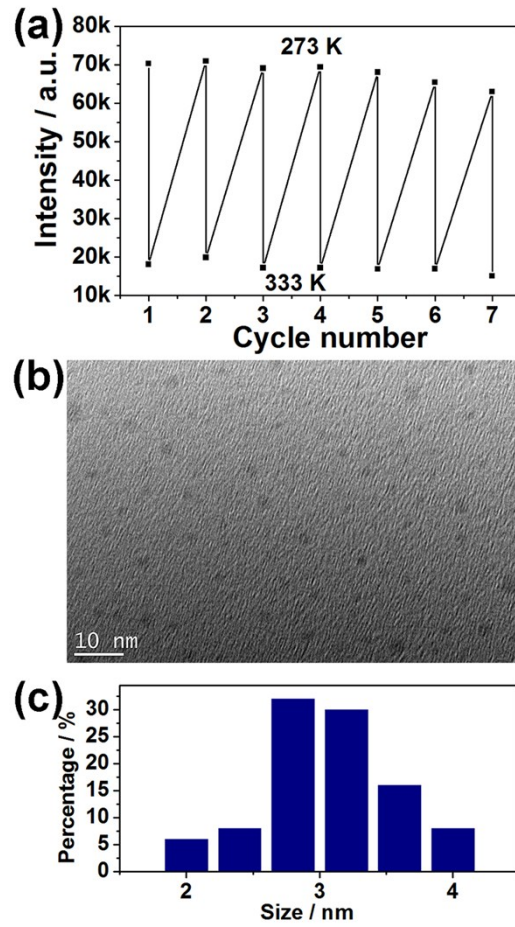 (a)
Intensity / a.u.
80k
70k
60k
50k
40k
30k
20k
10k
273 K
333 K
1 2 3 4 5 6 7
Cycle number
(b)
10 nm
(c)
Percentage / %
30
25
20
15
10
5
0
2 3 4
Size / nm